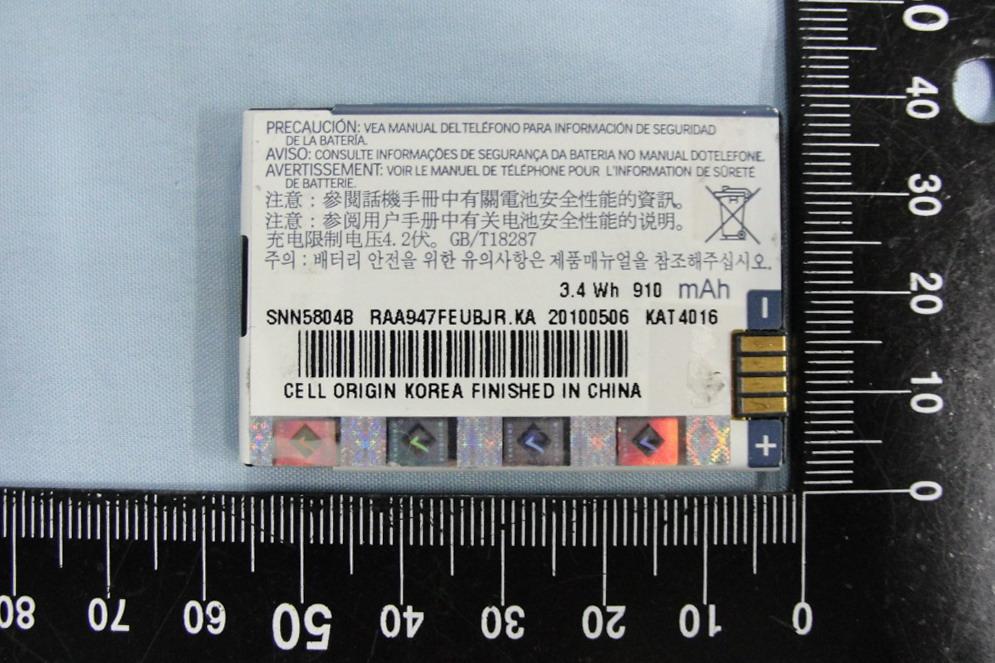 PRECAUCIÓN: VEA MANUAL DEL TELÉFONO PARA INFORMACIÓN DE SEGURIDAD
DE LA BATERÍA.
AVISO: CONSULTE INFORMAÇÕES DE SEGURANÇA DA BATERIA NO MANUAL DO TELEFONE.
AVERTISSEMENT: VOIR LE MANUEL DE TÉLÉPHONE POUR L'INFORMATION DE SÛRETÉ
DE BATTERIE.
注意：參閱話機手冊中有關電池安全性能的資訊。
注意：参阅用户手册中有关电池安全性能的说明。
充电限制电压4.2伏。GB/T18287
주의：배터리 안전을 위한 유의사항은 제품매뉴얼을 참조해주십시오.
3.4 Wh 910 mAh
SNN5804B RAA947FEUBJR.KA 20100506 KAT4016
CELL ORIGIN KOREA FINISHED IN CHINA
–
+
50
40
30
20
10
0
80 70 60 50 40 30 20 10 0